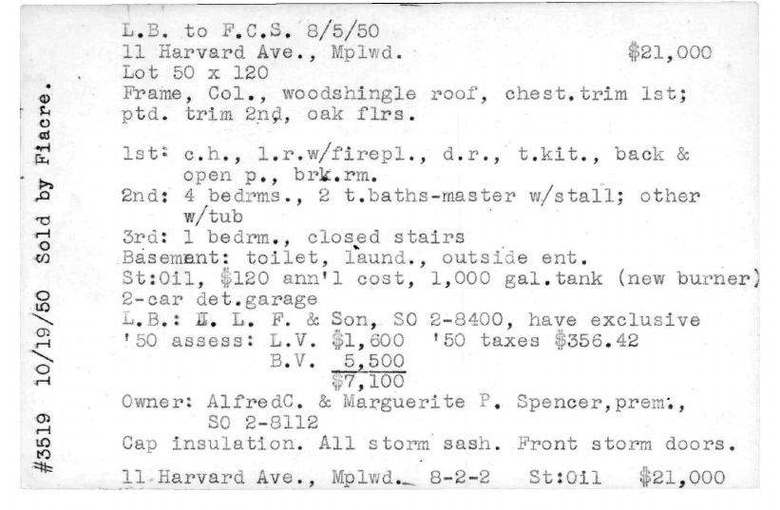 L.B. to F.C.S. 8/5/50
11 Harvard Ave., Mplwd. $21,000
Lot 50 x 120
Frame, Col., woodshingle roof, chest.trim 1st;
ptd. trim 2nd, oak flrs.
1st: c.h., l.r.w/firepl., d.r., t.kit., back &
open p., brk.rm.
2nd: 4 bedrms., 2 t.baths-master w/stall; other
w/tub
3rd: 1 bedrm., closed stairs
Basement: toilet, laund., outside ent.
St:Oil, $120 ann'l cost, 1,000 gal.tank (new burner)
2-car det.garage
L.B.: H. L. F. & Son, SO 2-8400, have exclusive
'50 assess: L.V. $1,600 '50 taxes $356.42
B.V. 5,500
$7,100
Owner: AlfredC. & Marguerite P. Spencer,prem.,
SO 2-8112
Cap insulation. All storm sash. Front storm doors.
11 Harvard Ave., Mplwd. 8-2-2 St:Oil $21,000
#3519 10/19/50 Sold by Fiacre.